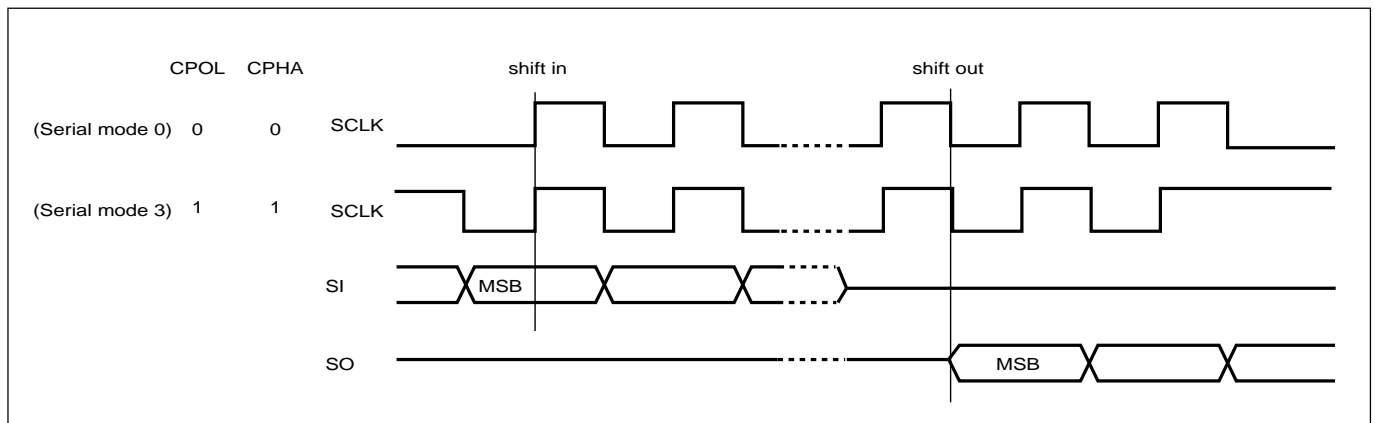 CPOL CPHA shift in shift out
(Serial mode 0) 0 0 SCLK
(Serial mode 3) 1 1 SCLK
SI MSB
SO MSB